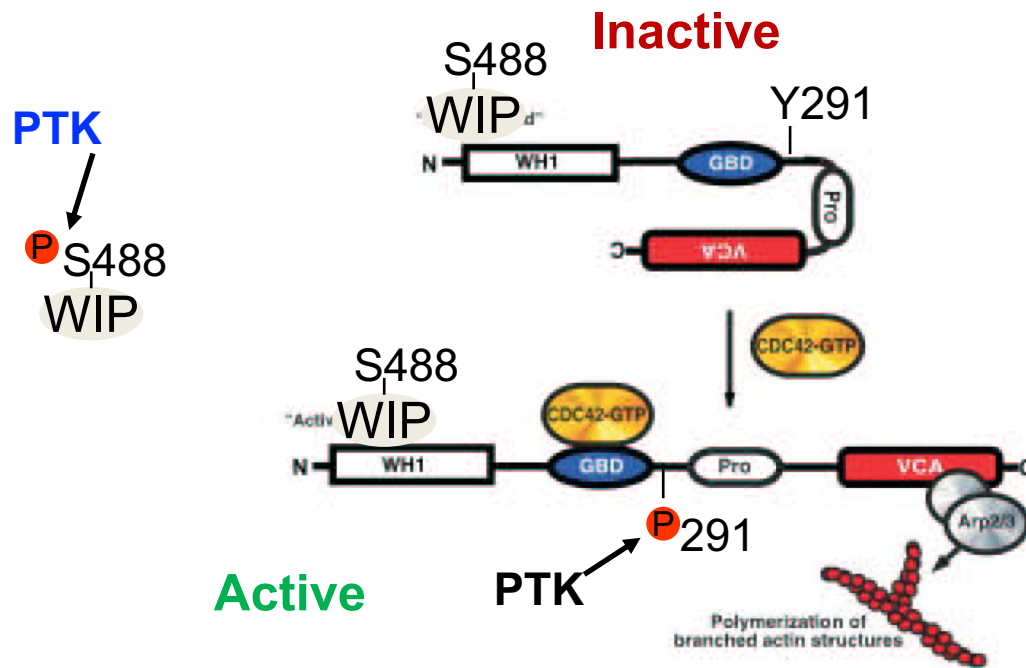 Inactive
S488
WIP d"
Y291
PTK
N WH1 GBD
Pro
C VCA
P S488
WIP
CDC42-GTP
S488
"Activ WIP
CDC42-GTP
N WH1 GBD Pro VCA C
Arp2/3
P 291
PTK
Active
Polymerization of
branched actin structures